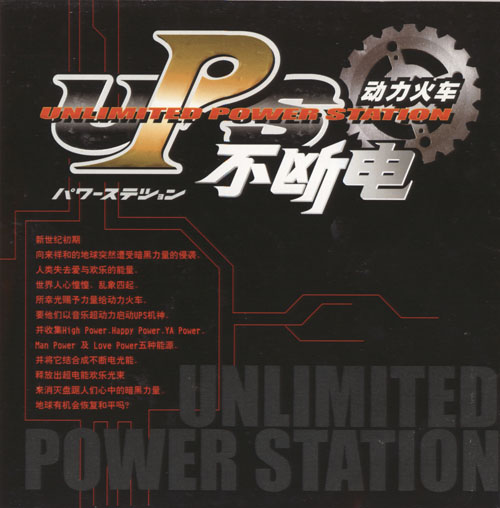 UPS
动力火车
UNLIMITED POWER STATION
不断电
パワーステション
新世纪初期
向来祥和的地球突然遭受暗黑力量的侵袭.
人类失去爱与欢乐的能量.
世界人心惶惶. 乱象四起.
所幸光赐予力量给动力火车.
要他们以音乐超动力启动UPS机神.
并收集High Power.Happy Power.YA Power.
Man Power 及 Love Power五种能源.
并将它结合成不断电光能.
释放出超电能欢乐光束
来消灭盘踞人们心中的暗黑力量.
地球有机会恢复和平吗?
UNLIMITED
POWER STATION